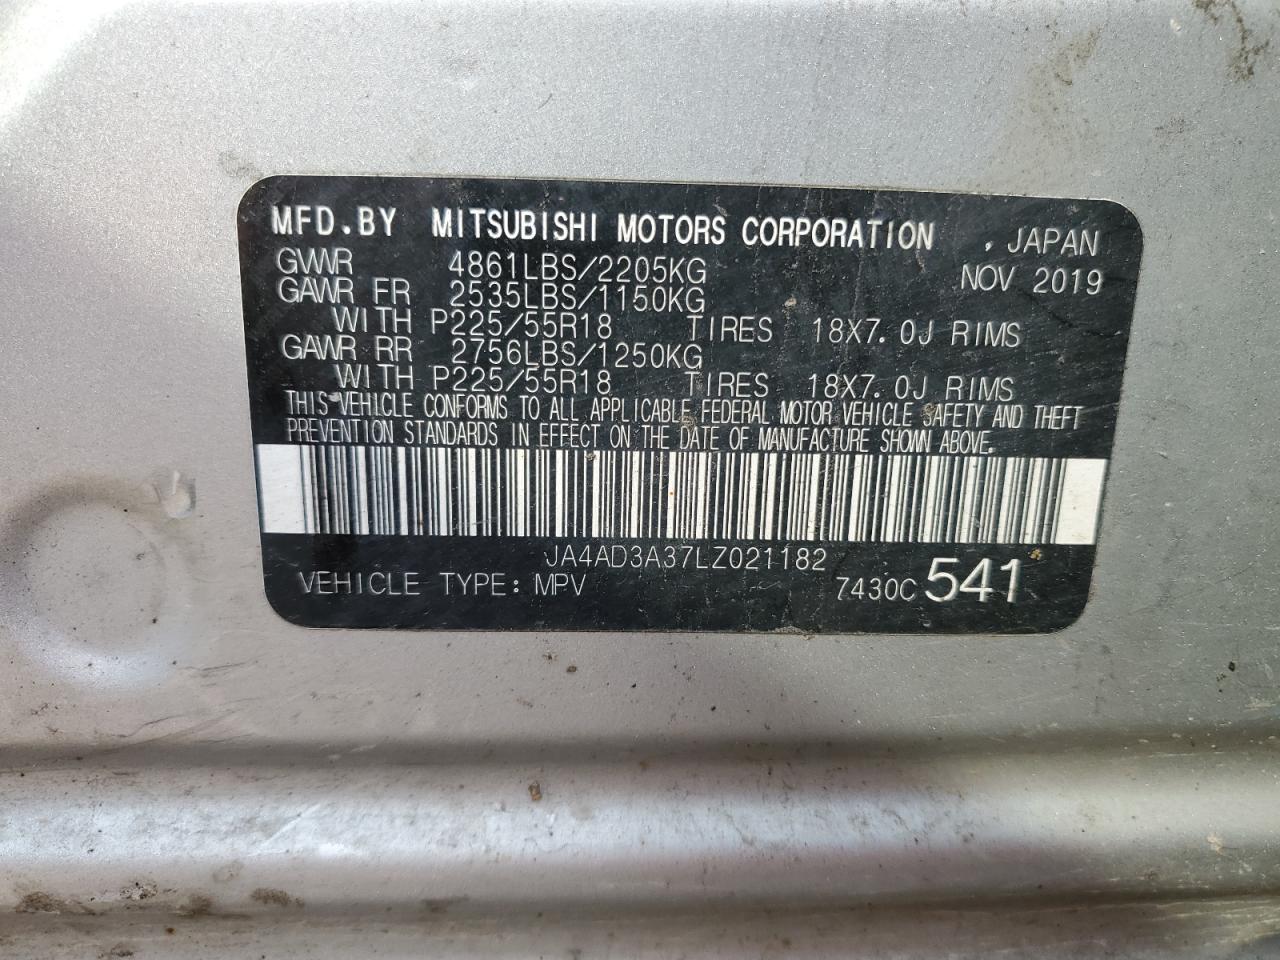 MFD.BY MITSUBISHI MOTORS CORPORATION , JAPAN
GVWR 4861LBS/2205KG NOV 2019
GAWR FR 2535LBS/1150KG
WITH P225/55R18 TIRES 18X7.0J RIMS
GAWR RR 2756LBS/1250KG
WITH P225/55R18 TIRES 18X7.0J RIMS
THIS VEHICLE CONFORMS TO ALL APPLICABLE FEDERAL MOTOR VEHICLE SAFETY AND THEFT
PREVENTION STANDARDS IN EFFECT ON THE DATE OF MANUFACTURE SHOWN ABOVE.
JA4AD3A37LZ021182
VEHICLE TYPE: MPV 7430C 541